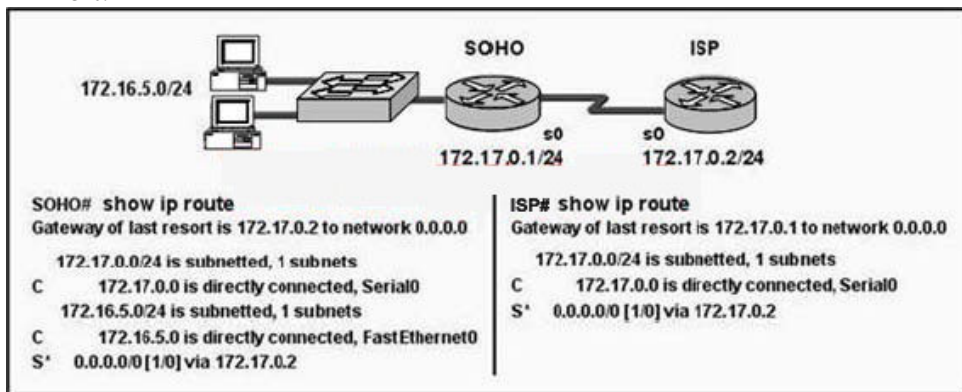 SOHO
ISP
172.16.5.0/24
s0
s0
172.17.0.1/24
172.17.0.2/24
SOHO# show ip route
Gateway of last resort is 172.17.0.2 to network 0.0.0.0
172.17.0.0/24 is subnetted, 1 subnets
C 172.17.0.0 is directly connected, Serial0
172.16.5.0/24 is subnetted, 1 subnets
C 172.16.5.0 is directly connected, FastEthernet0
S* 0.0.0.0/0 [1/0] via 172.17.0.2
ISP# show ip route
Gateway of last resort is 172.17.0.1 to network 0.0.0.0
172.17.0.0/24 is subnetted, 1 subnets
C 172.17.0.0 is directly connected, Serial0
S* 0.0.0.0/0 [1/0] via 172.17.0.2